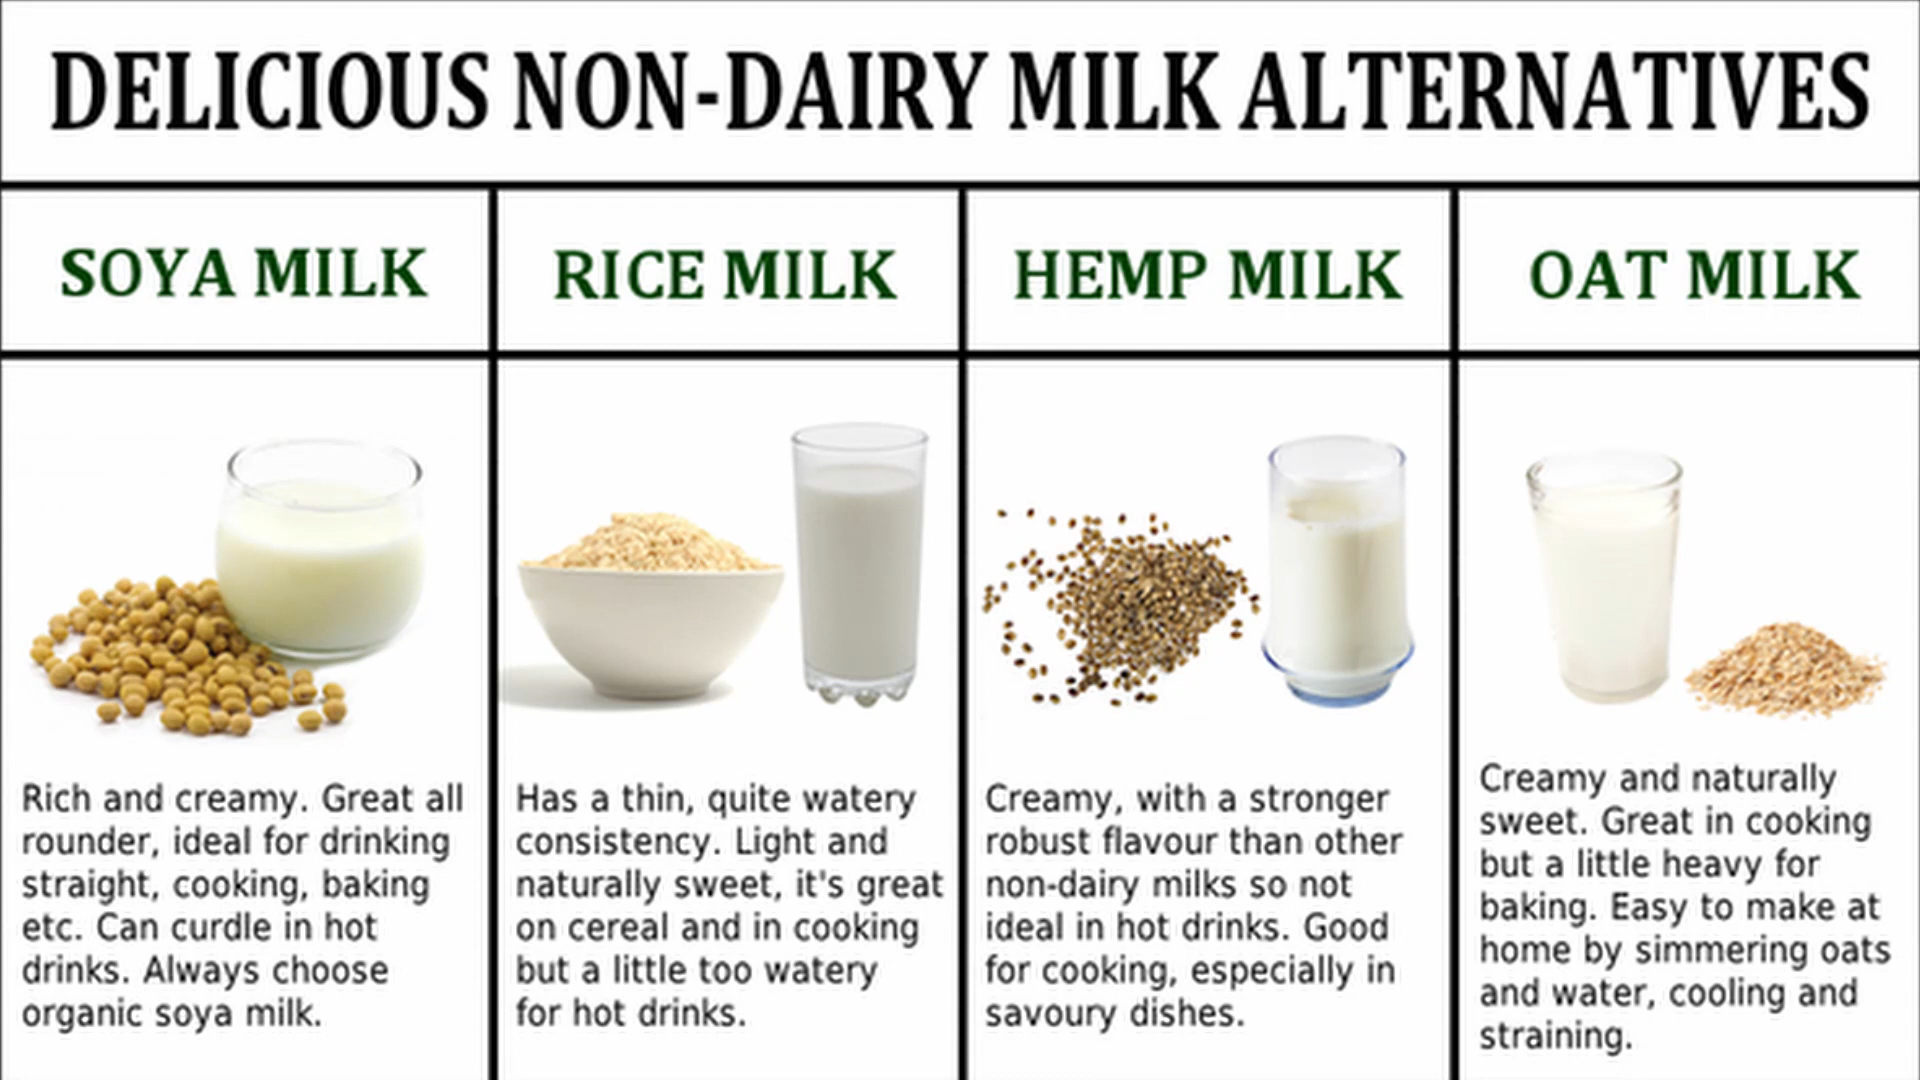 DELICIOUS NON-DAIRY MILK ALTERNATIVES
SOYA MILK
RICE MILK
HEMP MILK
OAT MILK
Rich and creamy. Great all
rounder, ideal for drinking
straight, cooking, baking
etc. Can curdle in hot
drinks. Always choose
organic soya milk.
Has a thin, quite watery
consistency. Light and
naturally sweet, it's great
on cereal and in cooking
but a little too watery
for hot drinks.
Creamy, with a stronger
robust flavour than other
non-dairy milks so not
ideal in hot drinks. Good
for cooking, especially in
savoury dishes.
Creamy and naturally
sweet. Great in cooking
but a little heavy for
baking. Easy to make at
home by simmering oats
and water, cooling and
straining.